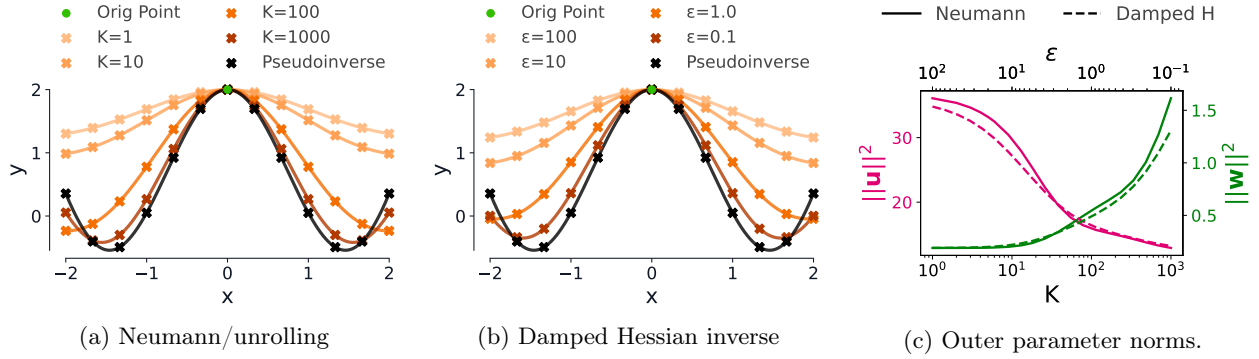 Orig Point
K=1
K=10
K=100
K=1000
Pseudoinverse
y
2
1
0
−2
−1
0
1
2
x
(a) Neumann/unrolling
Orig Point
ε=100
ε=10
ε=1.0
ε=0.1
Pseudoinverse
y
2
1
0
−2
−1
0
1
2
x
(b) Damped Hessian inverse
Neumann
Damped H
ε
10²
10¹
10⁰
10⁻¹
||u||²
30
20
1.5
1.0
0.5
||w||²
10⁰
10¹
10²
10³
K
(c) Outer parameter norms.